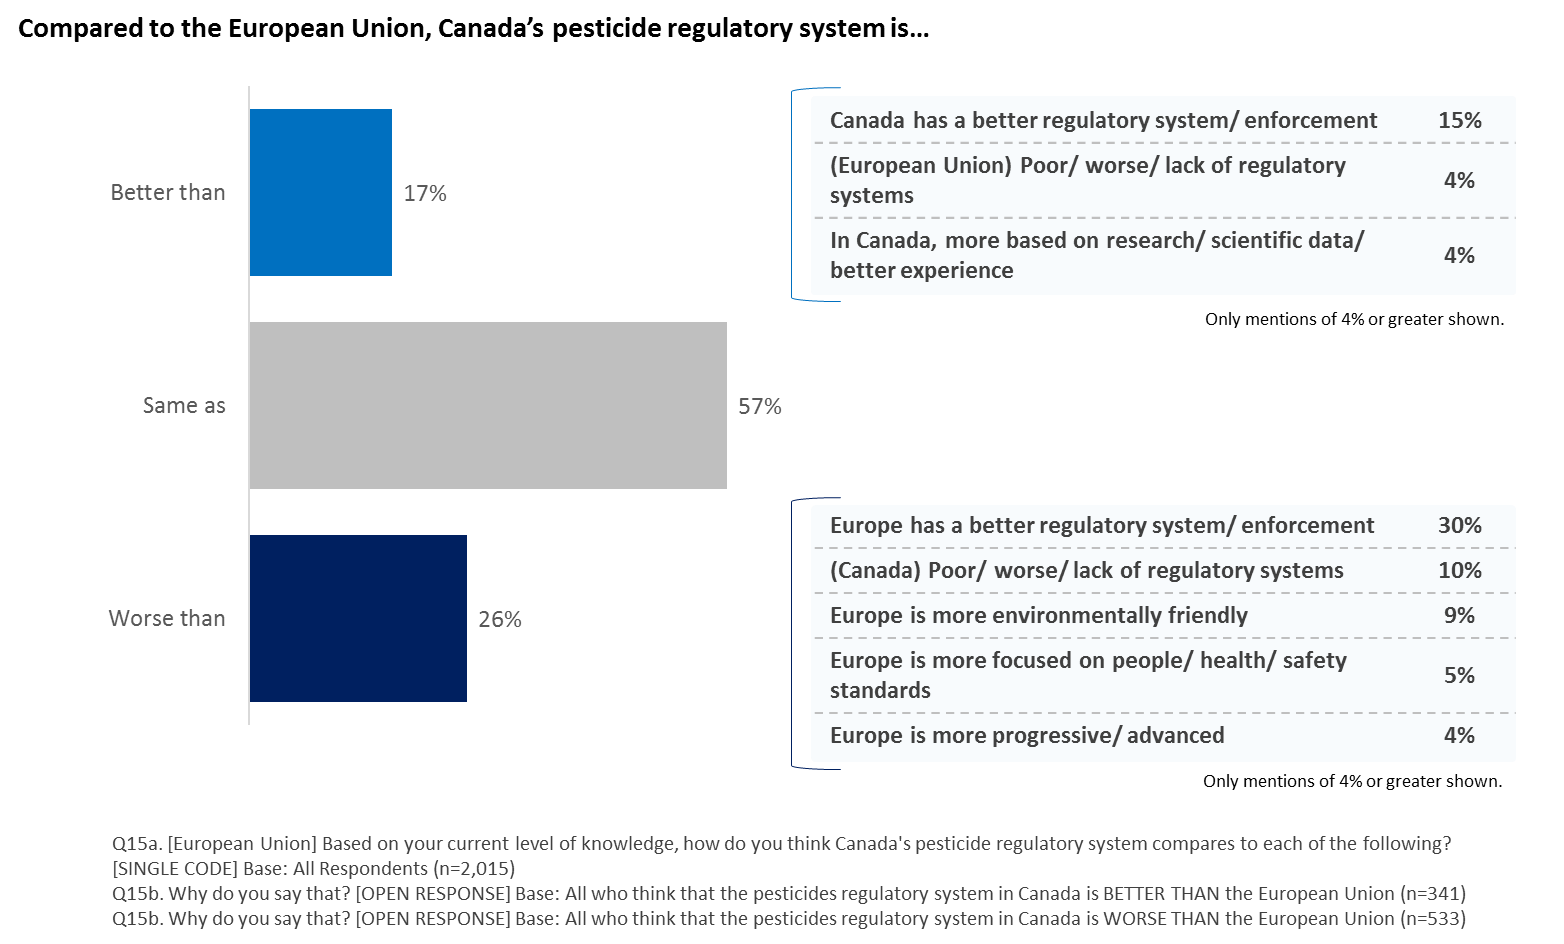 Compared to the European Union, Canada’s pesticide regulatory system is…
Better than
17%
Canada has a better regulatory system/ enforcement 15%
(European Union) Poor/ worse/ lack of regulatory
systems
4%
In Canada, more based on research/ scientific data/
better experience
4%
Only mentions of 4% or greater shown.
Same as
57%
Worse than
26%
Europe has a better regulatory system/ enforcement 30%
(Canada) Poor/ worse/ lack of regulatory systems 10%
Europe is more environmentally friendly 9%
Europe is more focused on people/ health/ safety
standards
5%
Europe is more progressive/ advanced 4%
Only mentions of 4% or greater shown.
Q15a. [European Union] Based on your current level of knowledge, how do you think Canada's pesticide regulatory system compares to each of the following?
[SINGLE CODE] Base: All Respondents (n=2,015)
Q15b. Why do you say that? [OPEN RESPONSE] Base: All who think that the pesticides regulatory system in Canada is BETTER THAN the European Union (n=341)
Q15b. Why do you say that? [OPEN RESPONSE] Base: All who think that the pesticides regulatory system in Canada is WORSE THAN the European Union (n=533)